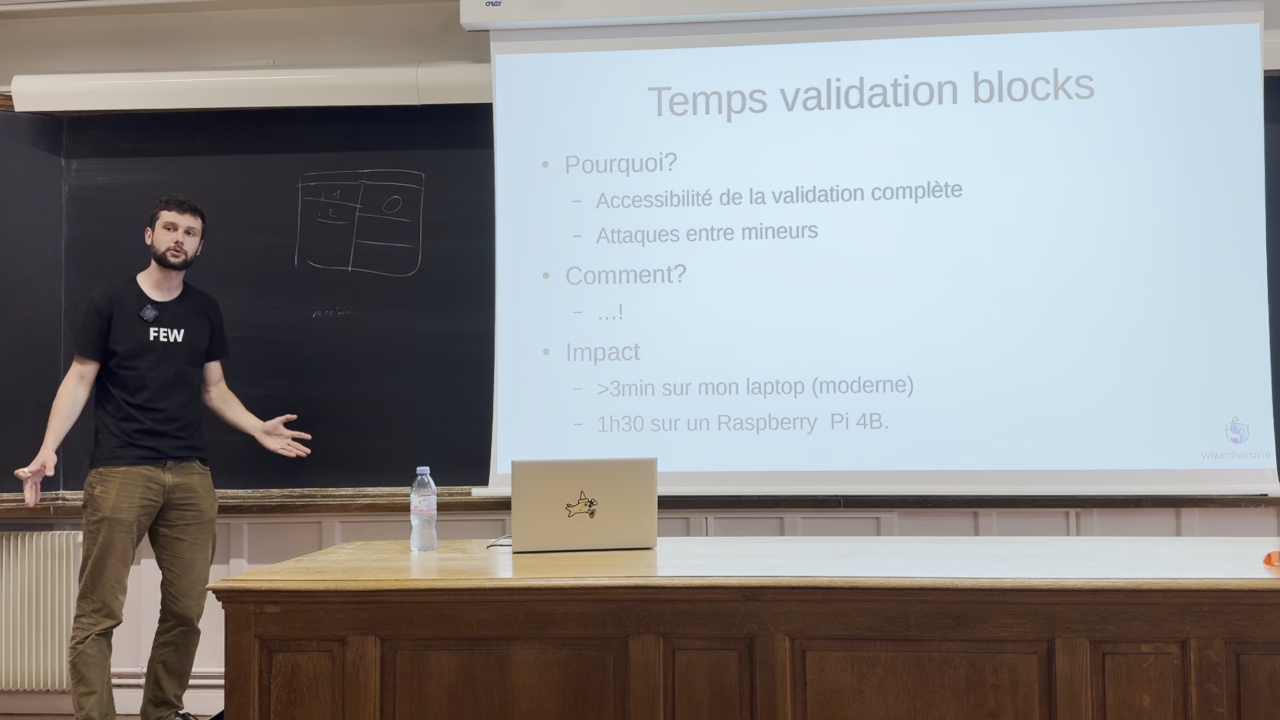 Temps validation blocks
• Pourquoi?
– Accessibilité de la validation complète
– Attaques entre mineurs
• Comment?
– ...!
• Impact
– >3min sur mon laptop (moderne)
– 1h30 sur un Raspberry Pi 4B.
wizardsardine
FEW